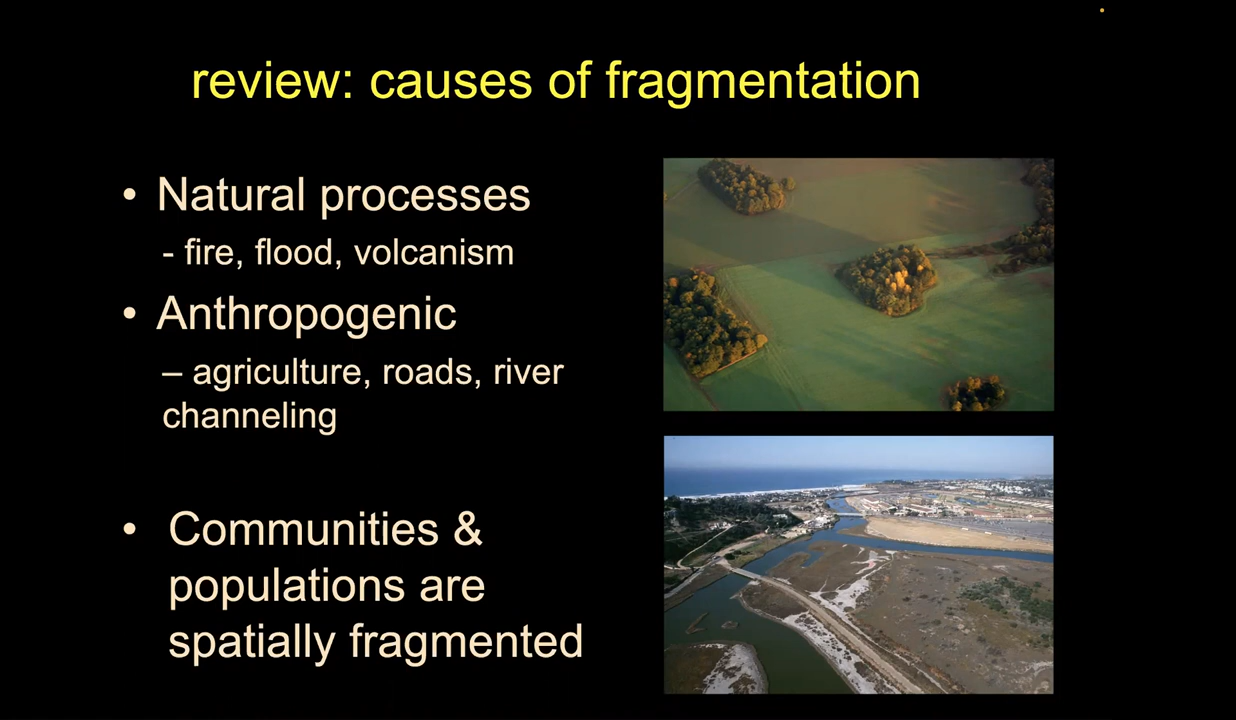 review: causes of fragmentation
• Natural processes
- fire, flood, volcanism
• Anthropogenic
– agriculture, roads, river
channeling
• Communities &
populations are
spatially fragmented